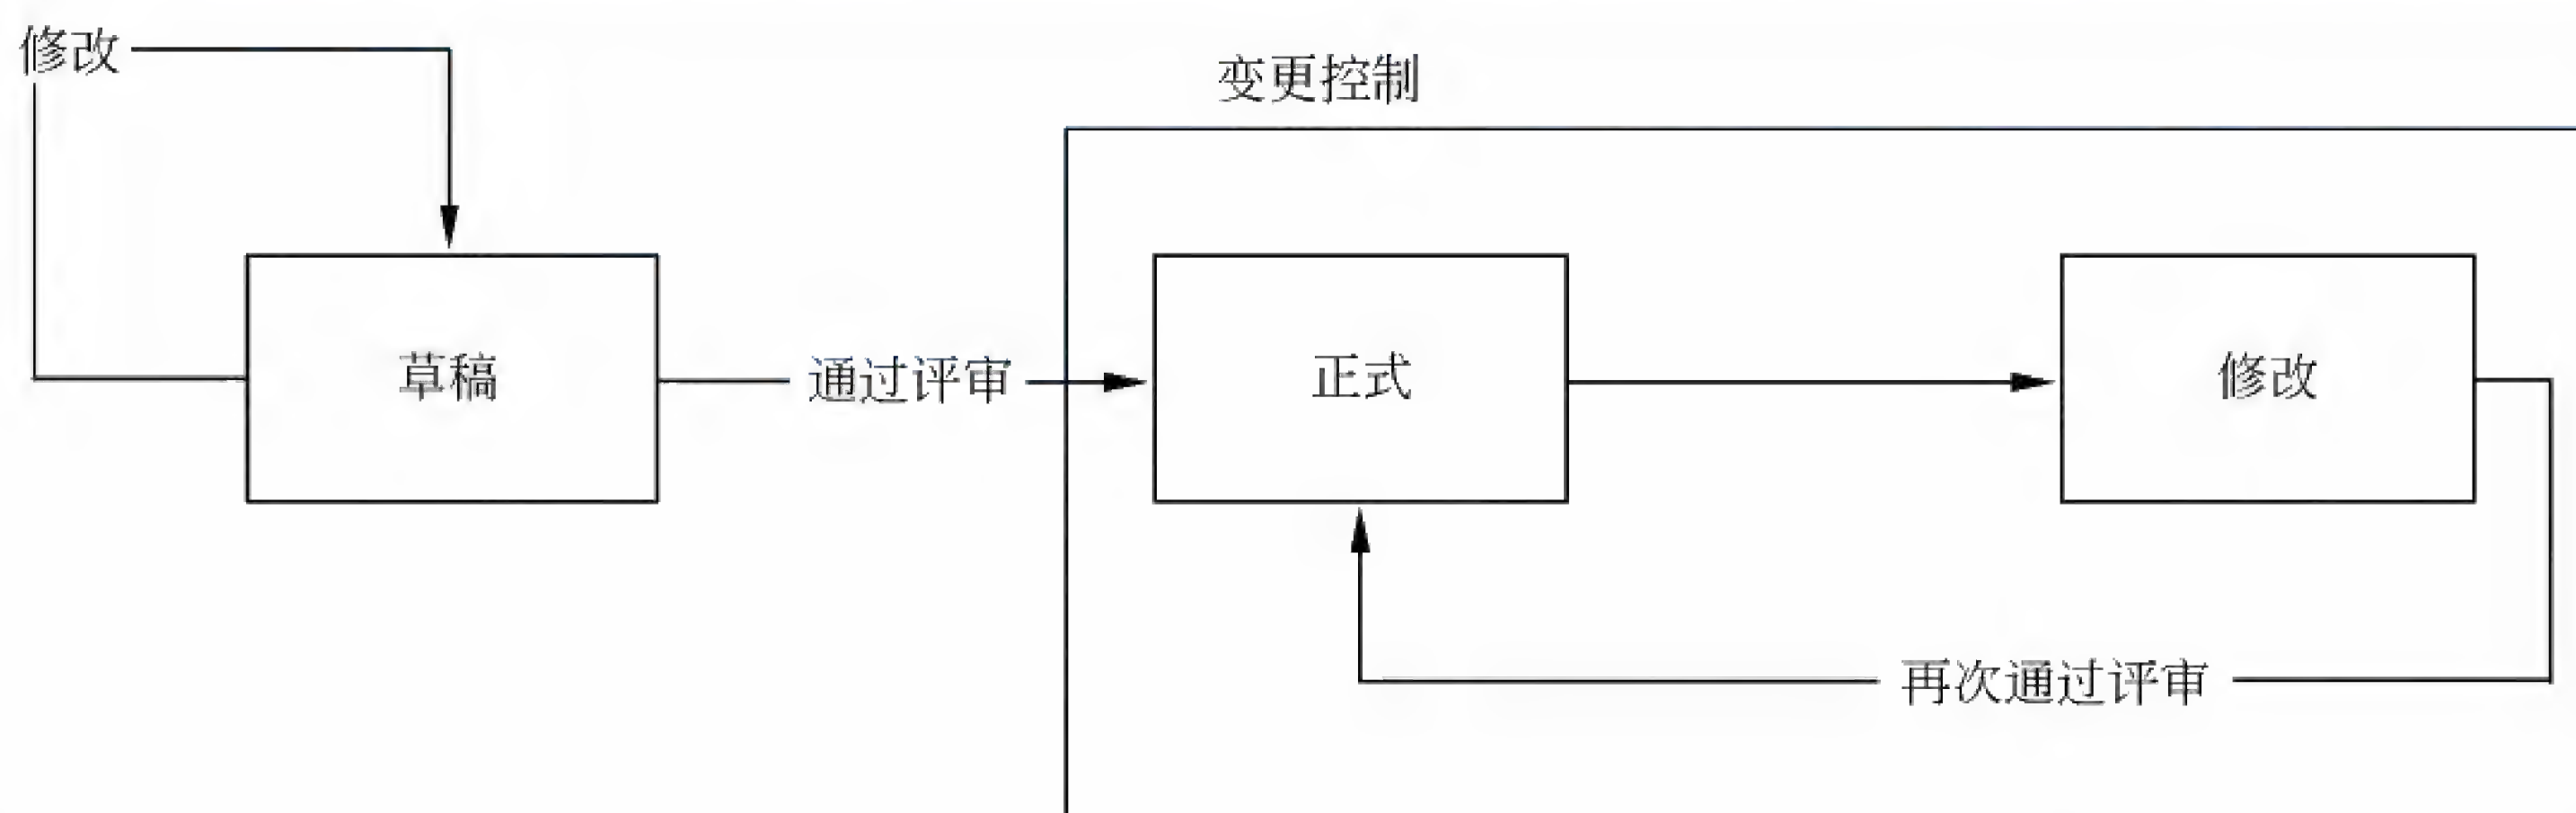 修改
变更控制
草稿
通过评审
正式
修改
再次通过评审